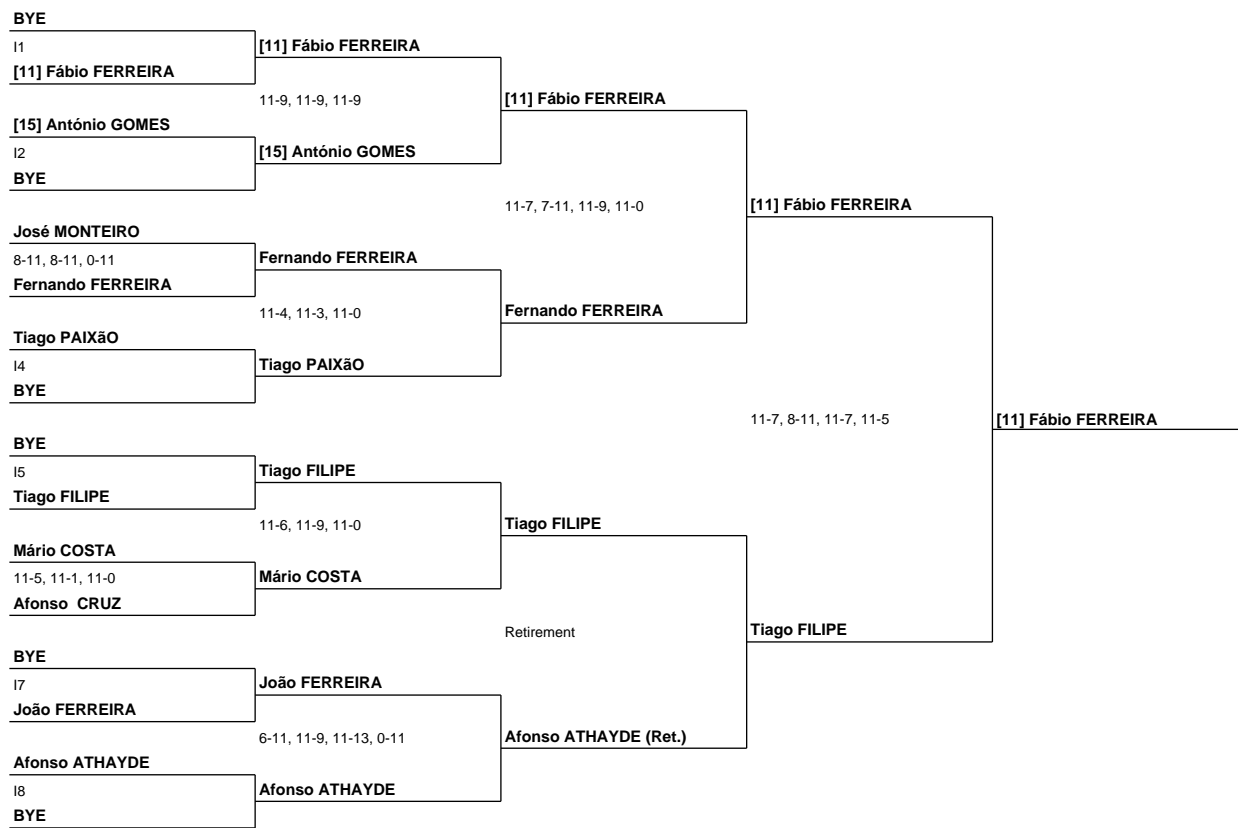 BYE
I1
[11] Fábio FERREIRA
[15] António GOMES
I2
BYE
José MONTEIRO
8-11, 8-11, 0-11
Fernando FERREIRA
Tiago PAIXãO
I4
BYE
BYE
I5
Tiago FILIPE
Mário COSTA
11-5, 11-1, 11-0
Afonso  CRUZ
BYE
I7
João FERREIRA
Afonso ATHAYDE
I8
BYE
[11] Fábio FERREIRA
11-9, 11-9, 11-9
[15] António GOMES
Fernando FERREIRA
11-4, 11-3, 11-0
Tiago PAIXãO
Tiago FILIPE
11-6, 11-9, 11-0
Mário COSTA
João FERREIRA
6-11, 11-9, 11-13, 0-11
Afonso ATHAYDE
[11] Fábio FERREIRA
11-7, 7-11, 11-9, 11-0
Fernando FERREIRA
Tiago FILIPE
Retirement
Afonso ATHAYDE (Ret.)
[11] Fábio FERREIRA
11-7, 8-11, 11-7, 11-5
Tiago FILIPE
[11] Fábio FERREIRA